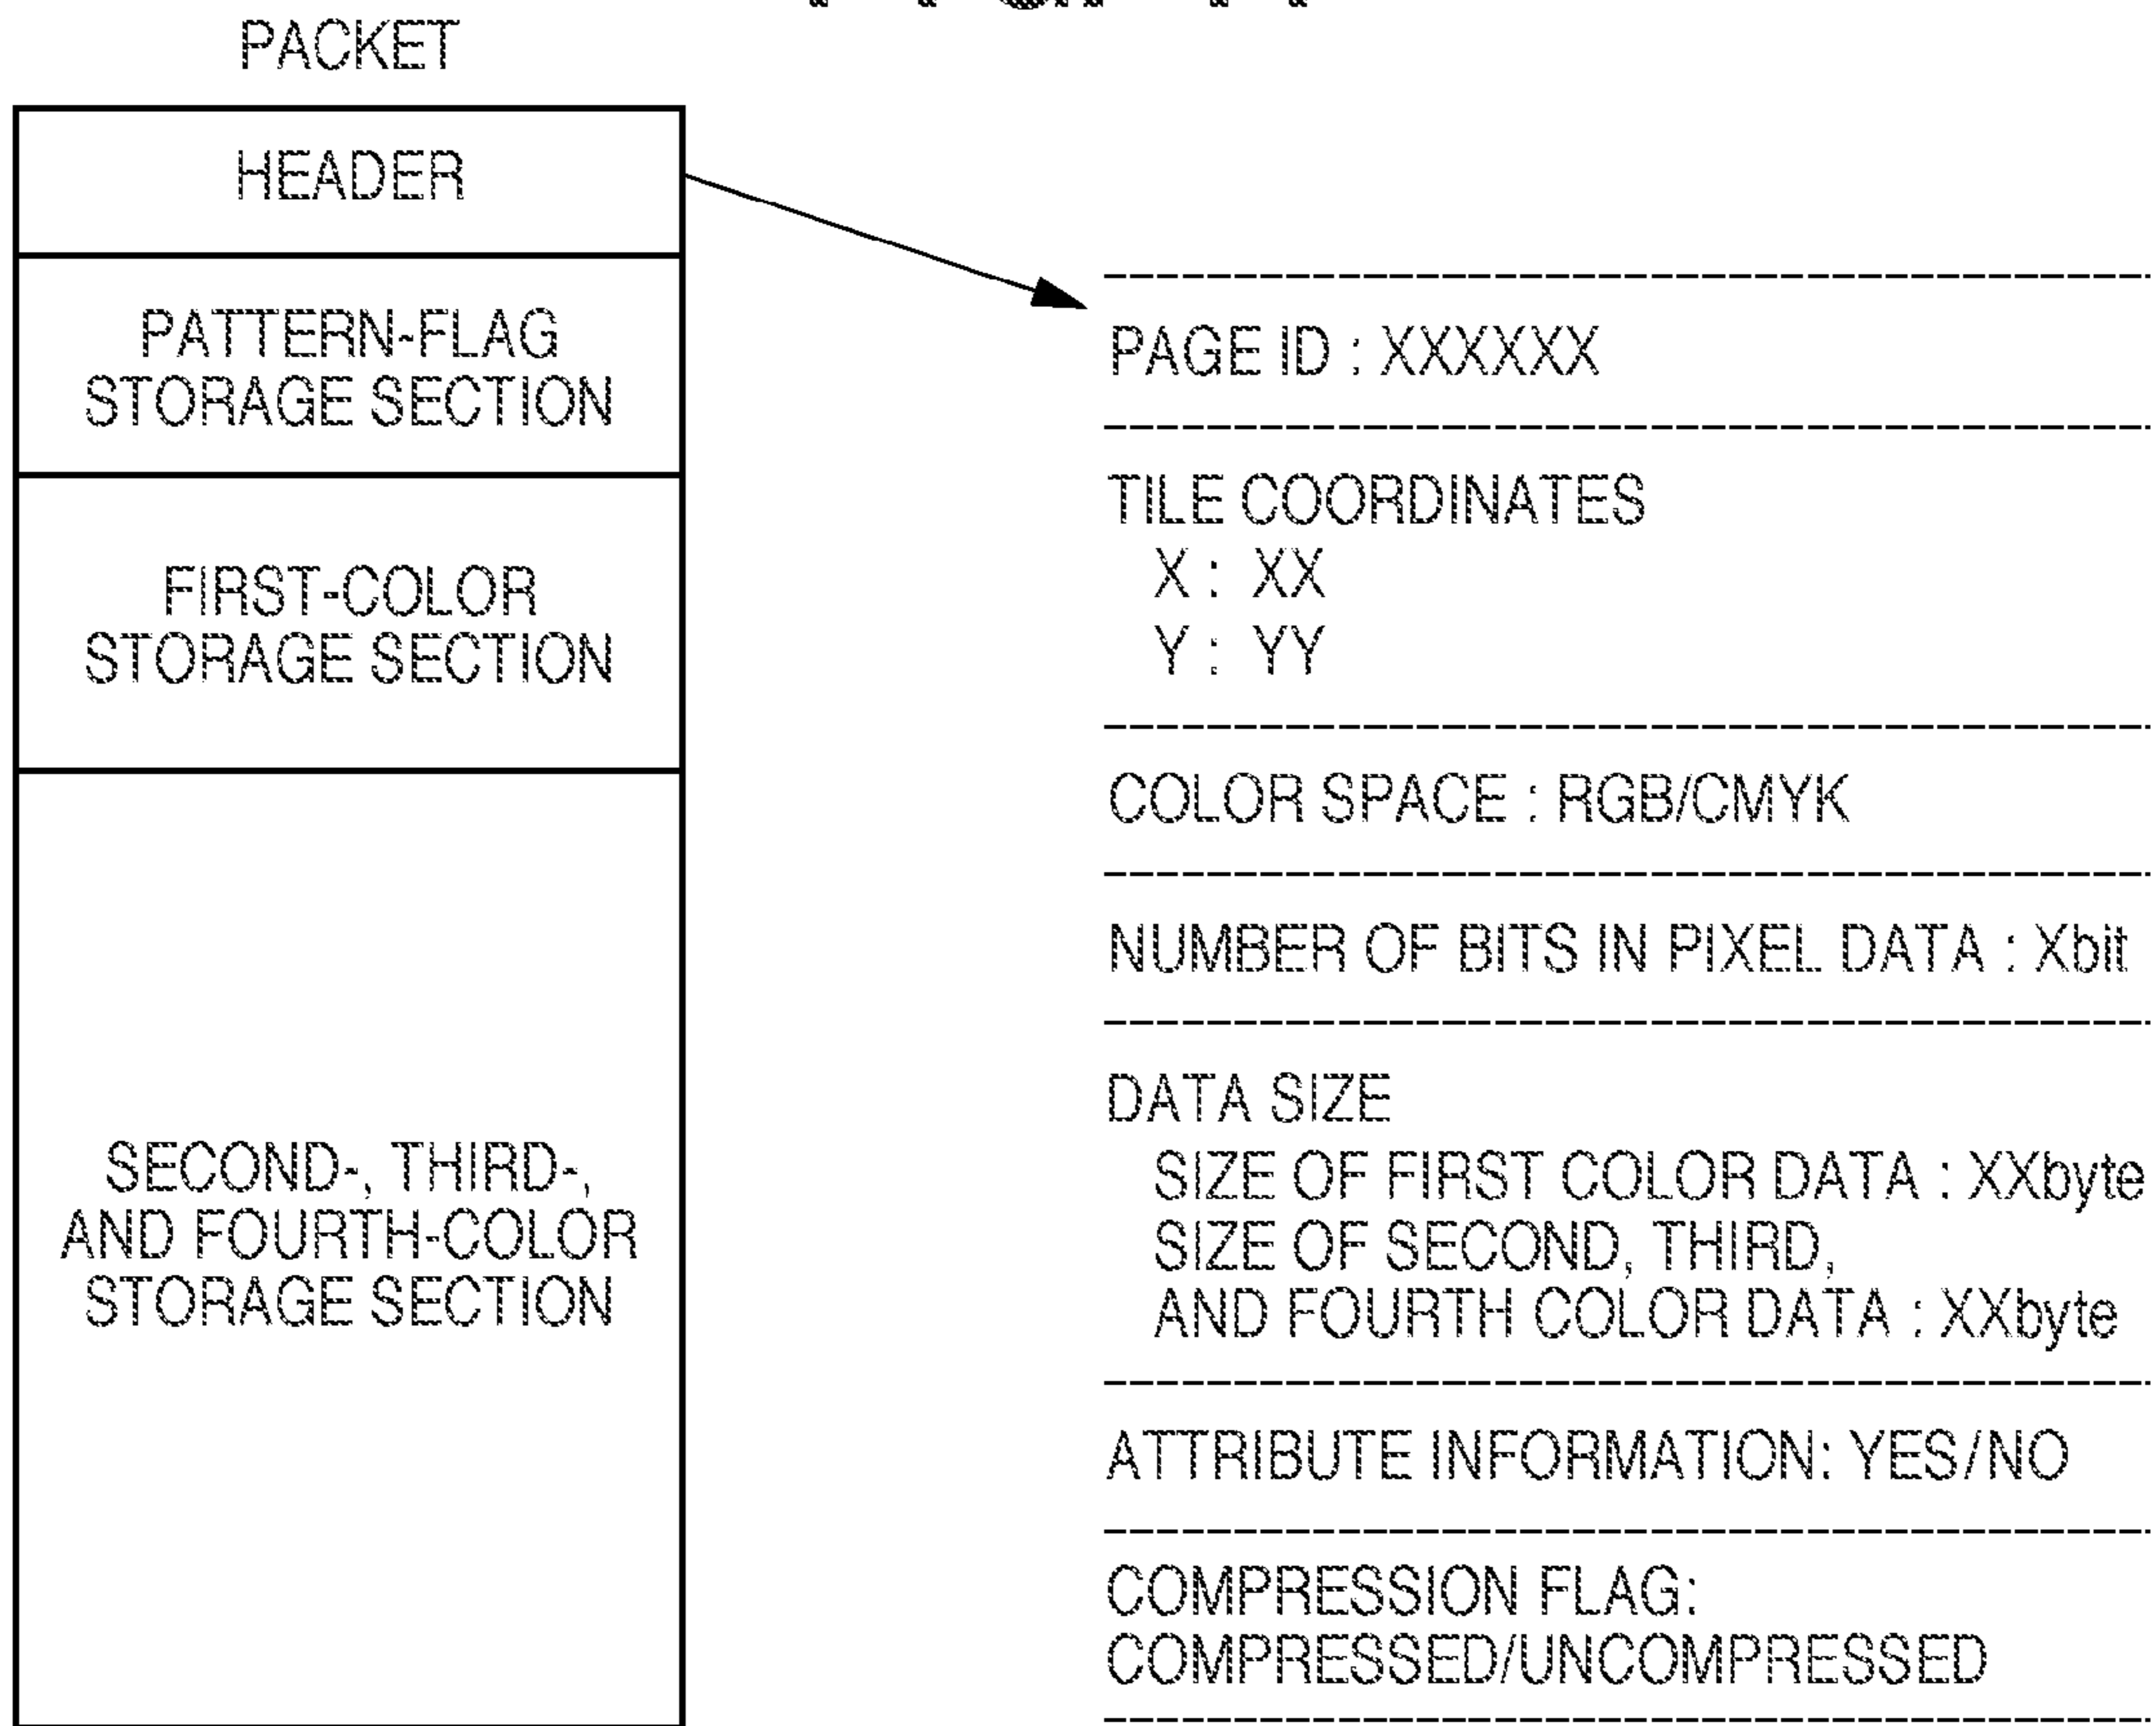 PACKET
HEADER
PATTERN-FLAG
STORAGE SECTION
FIRST-COLOR
STORAGE SECTION
SECOND-, THIRD-,
AND FOURTH-COLOR
STORAGE SECTION
PAGE ID : XXXXXX
TILE COORDINATES
X : XX
Y : YY
COLOR SPACE : RGB/CMYK
NUMBER OF BITS IN PIXEL DATA : Xbit
DATA SIZE
SIZE OF FIRST COLOR DATA : XXbyte
SIZE OF SECOND, THIRD,
AND FOURTH COLOR DATA : XXbyte
ATTRIBUTE INFORMATION: YES/NO
COMPRESSION FLAG:
COMPRESSED/UNCOMPRESSED